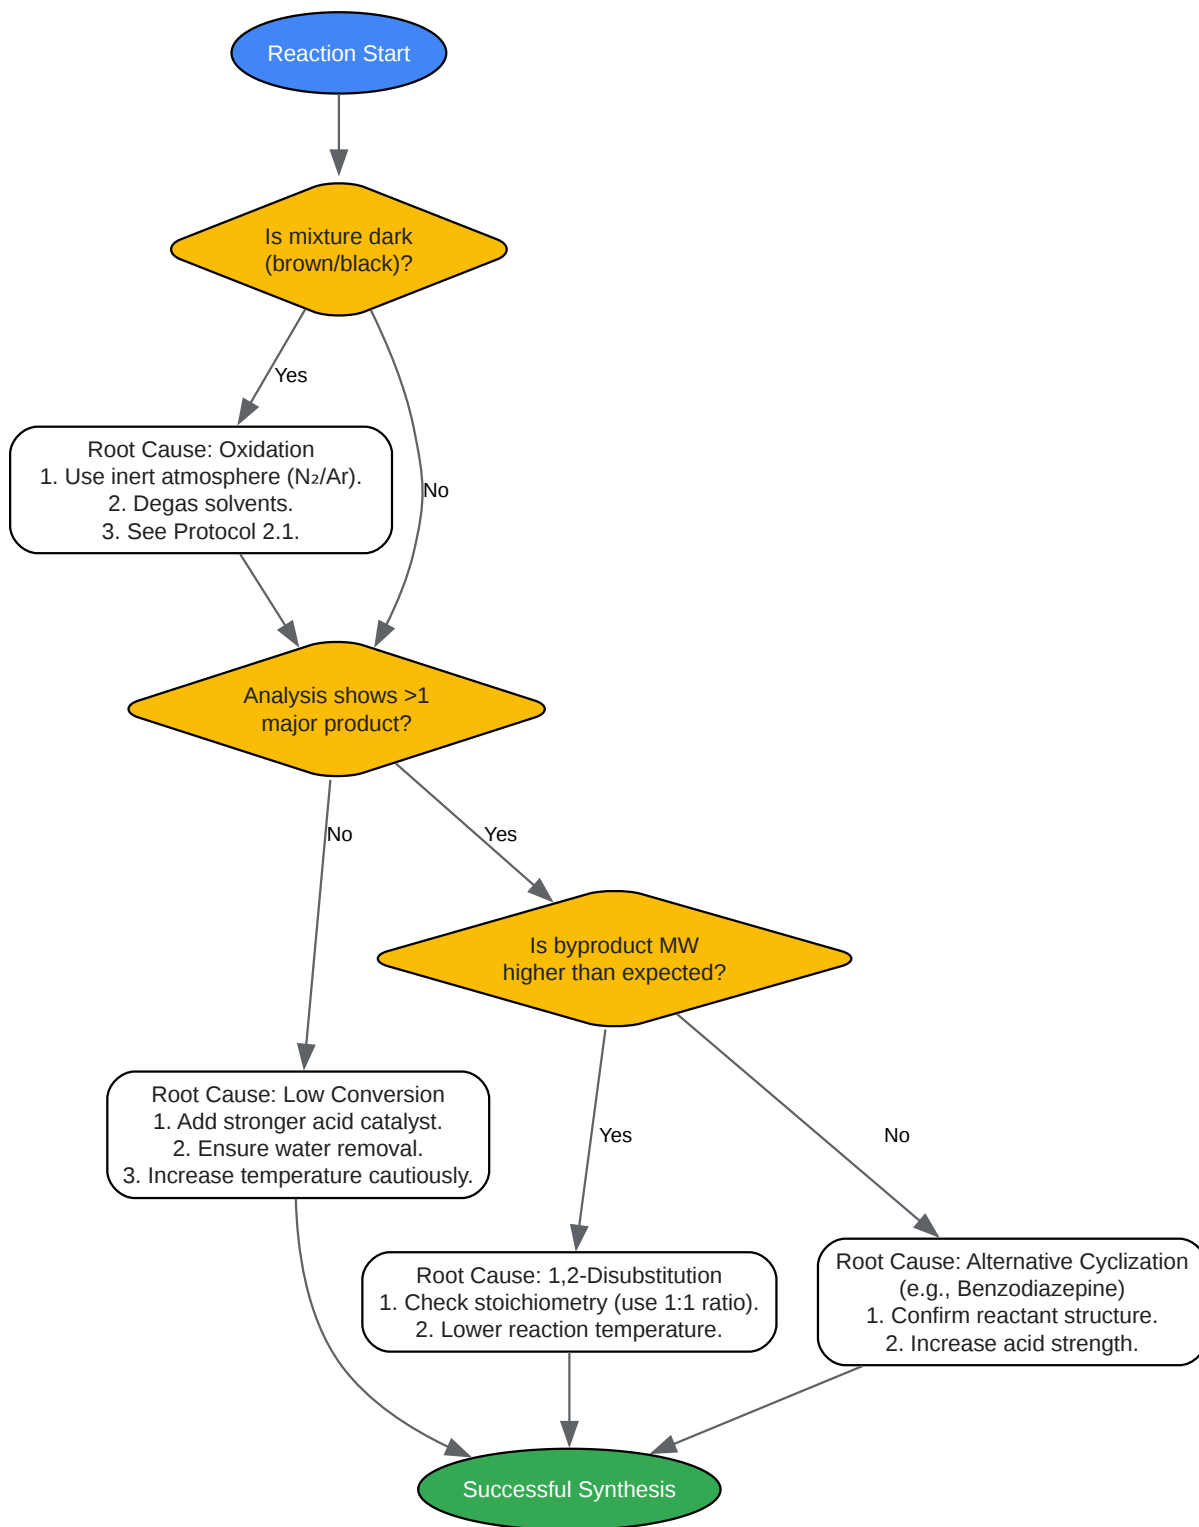 Reaction Start
Is mixture dark
(brown/black)?
Yes
No
Root Cause: Oxidation
1. Use inert atmosphere (N₂/Ar).
2. Degas solvents.
3. See Protocol 2.1.
Analysis shows >1
major product?
No
Yes
Is byproduct MW
higher than expected?
Root Cause: Low Conversion
1. Add stronger acid catalyst.
2. Ensure water removal.
3. Increase temperature cautiously.
Yes
No
Root Cause: 1,2-Disubstitution
1. Check stoichiometry (use 1:1 ratio).
2. Lower reaction temperature.
Root Cause: Alternative Cyclization
(e.g., Benzodiazepine)
1. Confirm reactant structure.
2. Increase acid strength.
Successful Synthesis